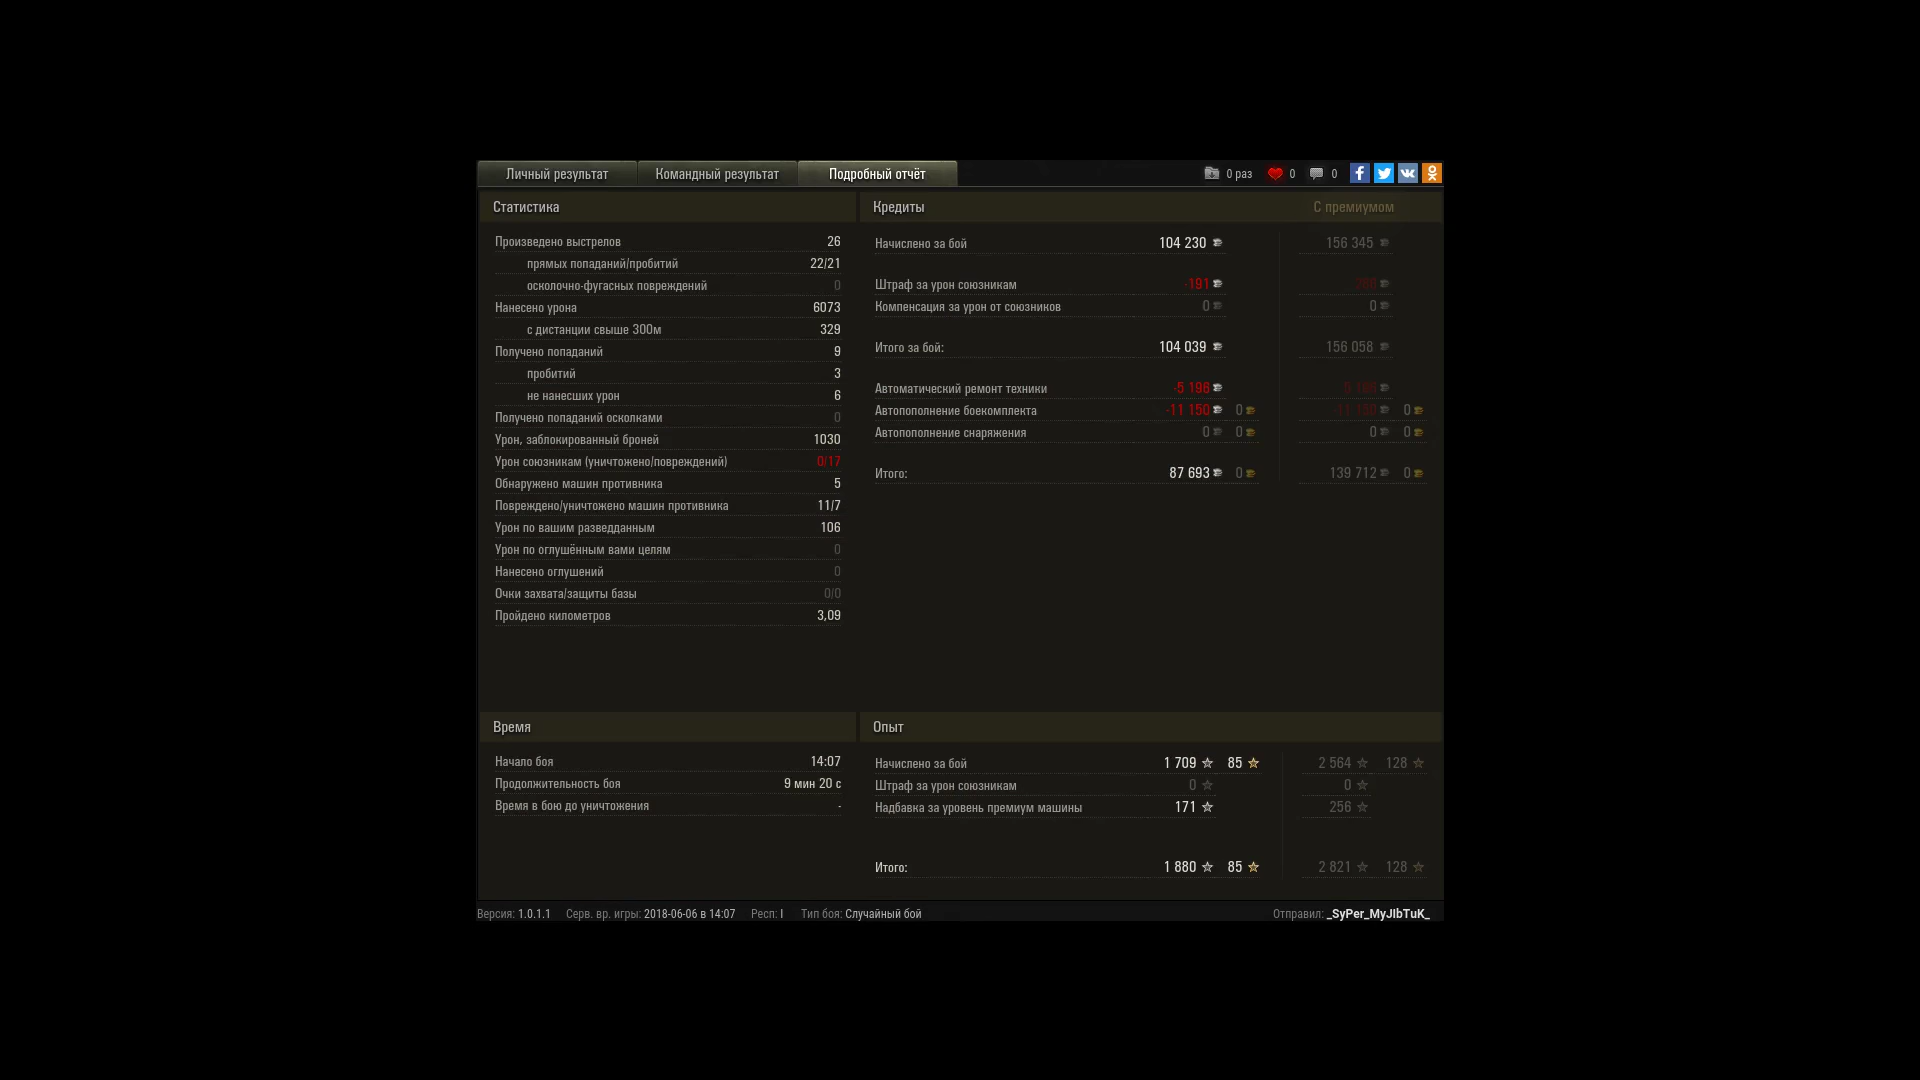 Личный результат Командный результат Подробный отчёт 0 раз 0 0
Статистика
Произведено выстрелов 26
прямых попаданий/пробитий 22/21
осколочно-фугасных повреждений 0
Нанесено урона 6073
с дистанции свыше 300м 329
Получено попаданий 9
пробитий 3
не нанесших урон 6
Получено попаданий осколками 0
Урон, заблокированный броней 1030
Урон союзникам (уничтожено/повреждений) 0/17
Обнаружено машин противника 5
Повреждено/уничтожено машин противника 11/7
Урон по вашим разведданным 106
Урон по оглушённым вами целям 0
Нанесено оглушений 0
Очки захвата/защиты базы 0/0
Пройдено километров 3,09
Кредиты С премиумом
Начислено за бой 104 230 156 345
Штраф за урон союзникам -191
Компенсация за урон от союзников 0 0
Итого за бой: 104 039 156 058
Автоматический ремонт техники -5 196
Автопополнение боекомплекта -11 150 0 -11 150 0
Автопополнение снаряжения 0 0 0 0
Итого: 87 693 0 139 712 0
Время
Начало боя 14:07
Продолжительность боя 9 мин 20 с
Время в бою до уничтожения -
Опыт
Начислено за бой 1 709 85 2 564 128
Штраф за урон союзникам 0 0
Надбавка за уровень премиум машины 171 256
Итого: 1 880 85 2 821 128
Версия: 1.0.1.1 Серв. вр. игры: 2018-06-06 в 14:07 Респ: I Тип боя: Случайный бой Отправил: _SyPer_MyJIbTuK_